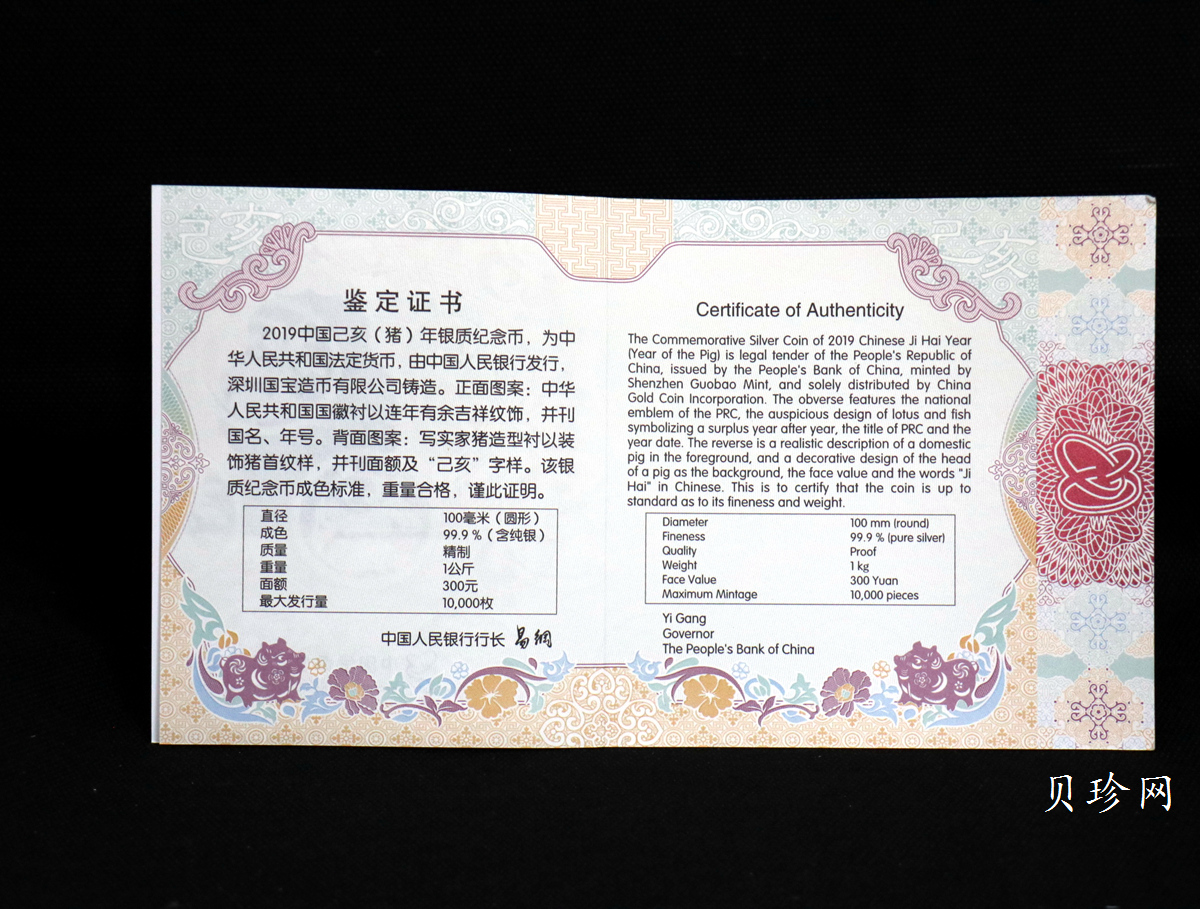 己亥
己亥
鉴定证书
2019中国己亥（猪）年银质纪念币，为中
华人民共和国法定货币，由中国人民银行发行，
深圳国宝造币有限公司铸造。正面图案：中华
人民共和国国徽衬以连年有余吉祥纹饰，并刊
国名、年号。背面图案：写实家猪造型衬以装
饰猪首纹样，并刊面额及“己亥”字样。该银
质纪念币成色标准，重量合格，谨此证明。
直径 100毫米（圆形）
成色 99.9％（含纯银）
质量 精制
重量 1公斤
面额 300元
最大发行量 10,000枚
中国人民银行行长 易纲
Certificate of Authenticity
The Commemorative Silver Coin of 2019 Chinese Ji Hai Year
(Year of the Pig) is legal tender of the People's Republic of
China, issued by the People's Bank of China, minted by
Shenzhen Guobao Mint, and solely distributed by China
Gold Coin Incorporation. The obverse features the national
emblem of the PRC, the auspicious design of lotus and fish
symbolizing a surplus year after year, the title of PRC and the
year date. The reverse is a realistic description of a domestic
pig in the foreground, and a decorative design of the head
of a pig as the background, the face value and the words "Ji
Hai" in Chinese. This is to certify that the coin is up to
standard as to its fineness and weight.
Diameter 100 mm (round)
Fineness 99.9 % (pure silver)
Quality Proof
Weight 1 kg
Face Value 300 Yuan
Maximum Mintage 10,000 pieces
Yi Gang
Governor
The People's Bank of China
贝珍网